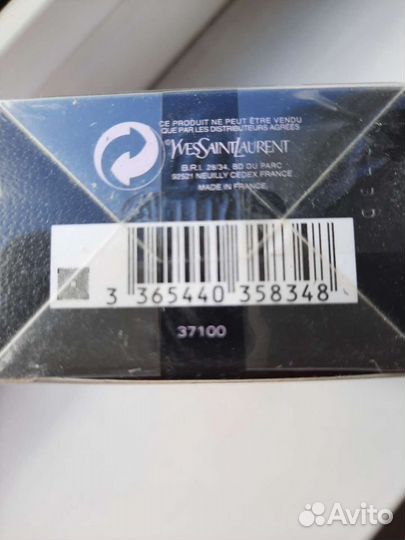 CE PRODUIT NE PEUT ÊTRE VENDU
QUE PAR LES DISTRIBUTEURS AGRÉÉS
YVESSAINTLAURENT
B.R.I. 28/34, BD DU PARC
92521 NEUILLY CEDEX FRANCE
MADE IN FRANCE
3 365440 358348
37100
Avito